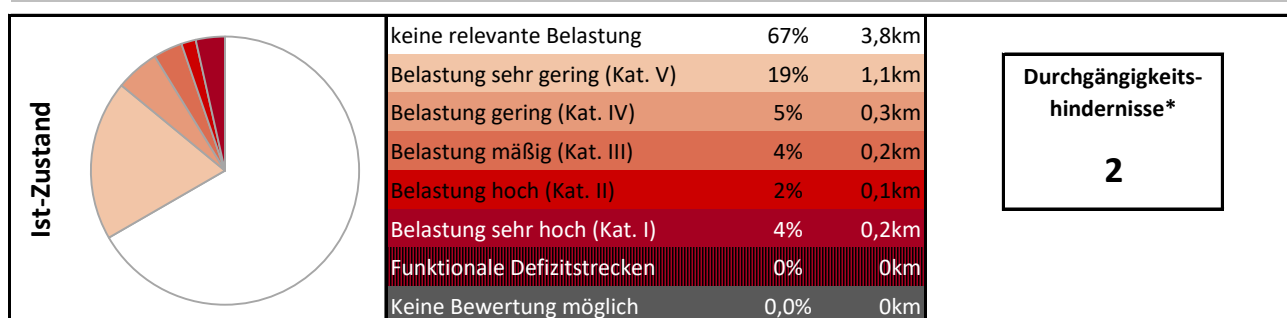 Ist-Zustand
keine relevante Belastung 67% 3,8km
Belastung sehr gering (Kat. V) 19% 1,1km
Belastung gering (Kat. IV) 5% 0,3km
Belastung mäßig (Kat. III) 4% 0,2km
Belastung hoch (Kat. II) 2% 0,1km
Belastung sehr hoch (Kat. I) 4% 0,2km
Funktionale Defizitstrecken 0% 0km
Keine Bewertung möglich 0,0% 0km
Durchgängigkeits-
hindernisse*
2